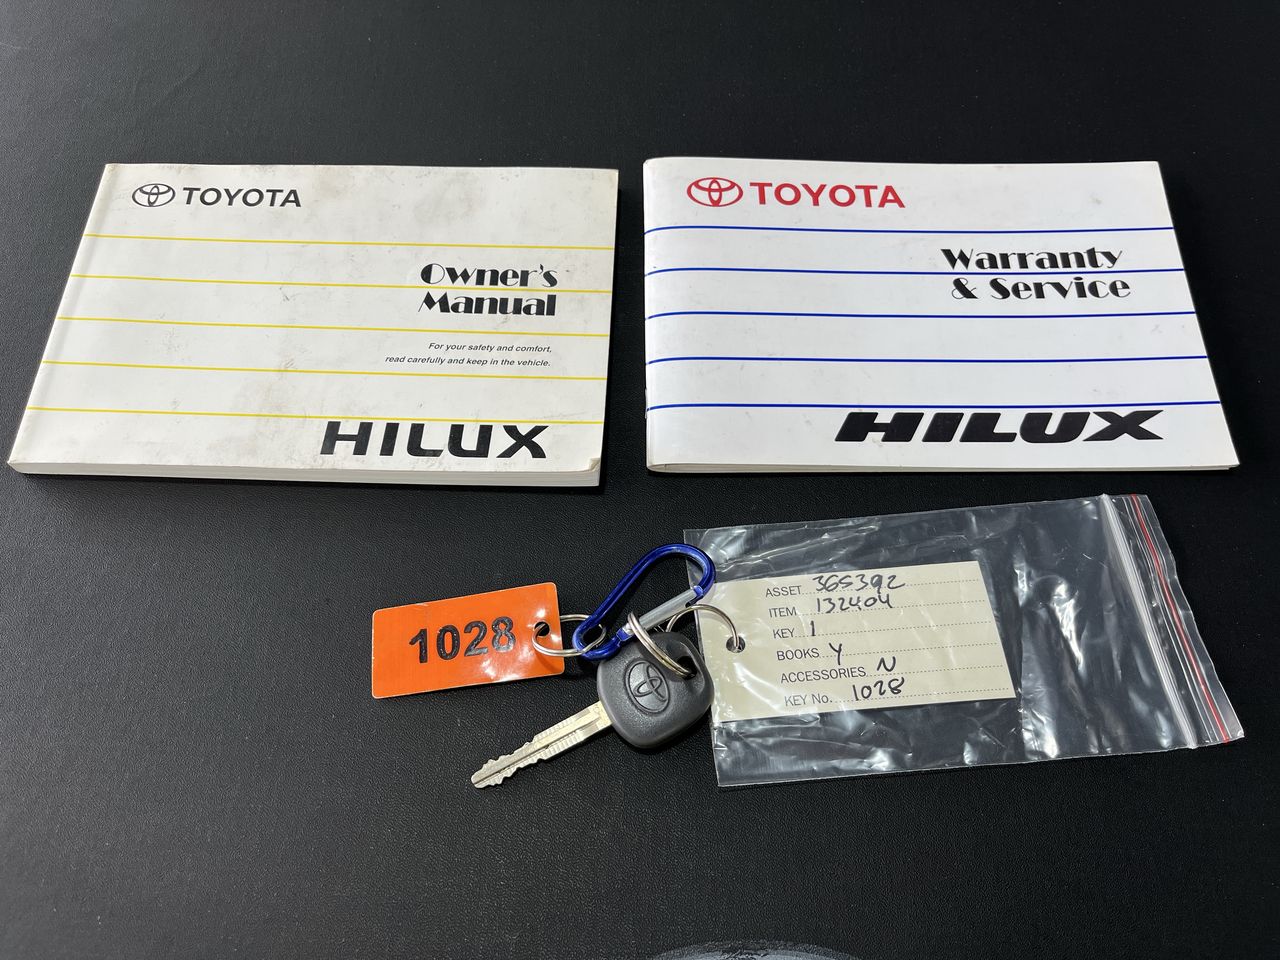 TOYOTA
Owner's
Manual
For your safety and comfort,
read carefully and keep in the vehicle.
HILUX
TOYOTA
Warranty
& Service
HILUX
1028
ASSET 365392
ITEM 132404
KEY 1
BOOKS Y
ACCESSORIES N
KEY No. 1028